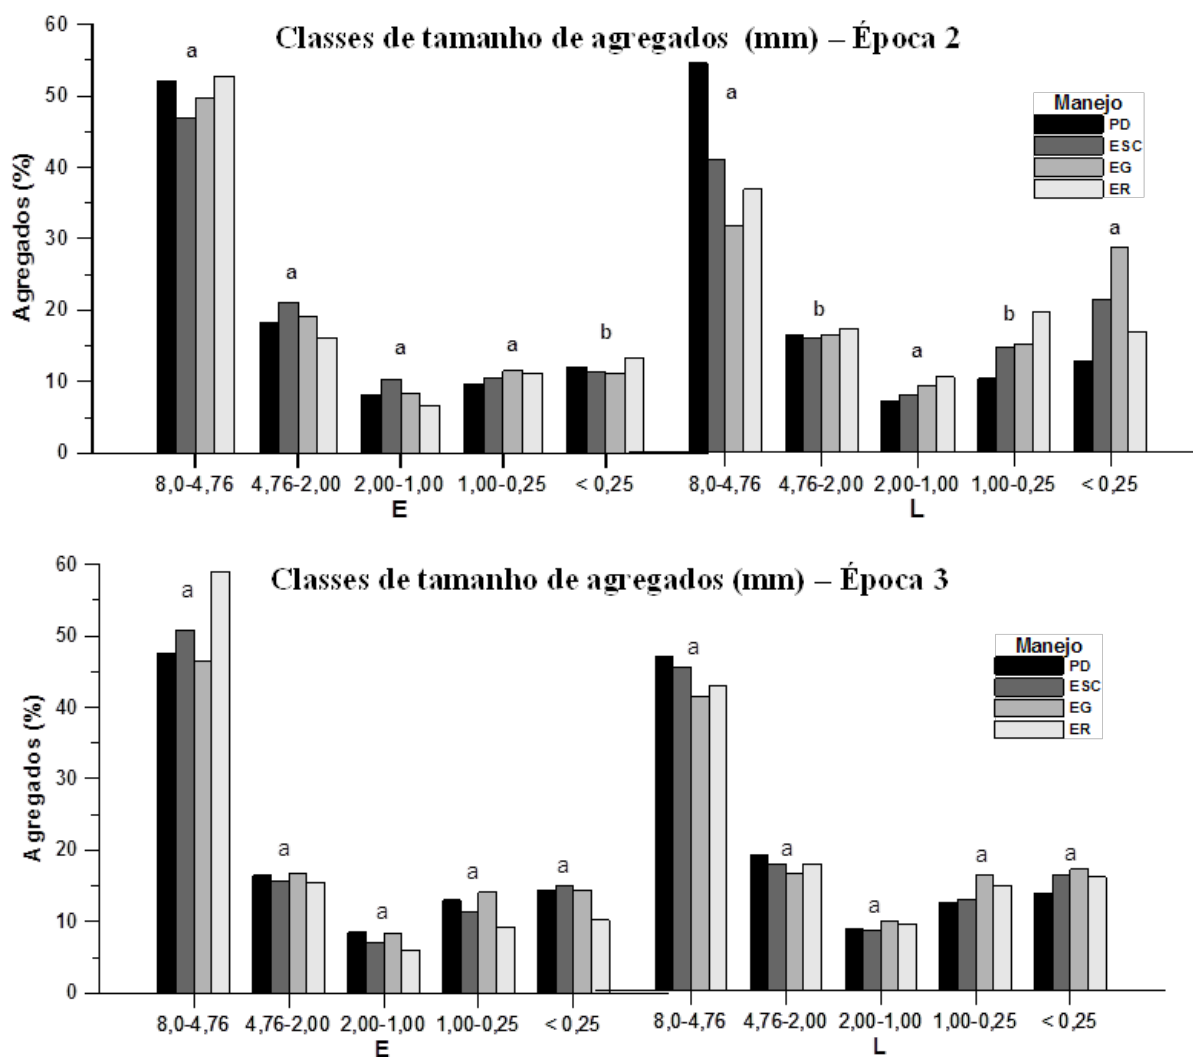 Classes de tamanho de agregados (mm) – Época 2
Agregados (%)
60
50
40
30
20
10
0
a
a
a
a
b
a
b
a
b
a
Manejo
PD
ESC
EG
ER
8,0-4,76 4,76-2,00 2,00-1,00 1,00-0,25 < 0,25 8,0-4,76 4,76-2,00 2,00-1,00 1,00-0,25 < 0,25
E L
Classes de tamanho de agregados (mm) – Época 3
Agregados (%)
60
50
40
30
20
10
0
a
a
a
a
a
a
a
a
a
a
Manejo
PD
ESC
EG
ER
8,0-4,76 4,76-2,00 2,00-1,00 1,00-0,25 < 0,25 8,0-4,76 4,76-2,00 2,00-1,00 1,00-0,25 < 0,25
E L